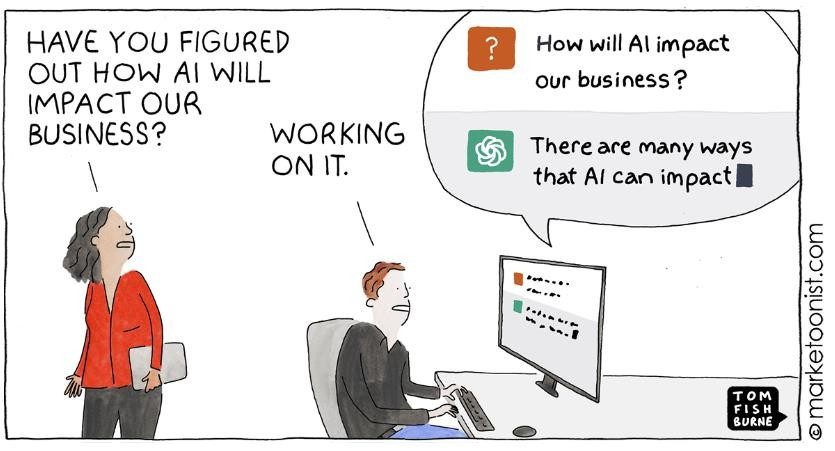 HAVE YOU FIGURED
OUT HOW AI WILL
IMPACT OUR
BUSINESS?
WORKING
ON IT.
?
How will AI impact
our business?
There are many ways
that AI can impact
TOM
FISH
BURNE
© marketoonist.com